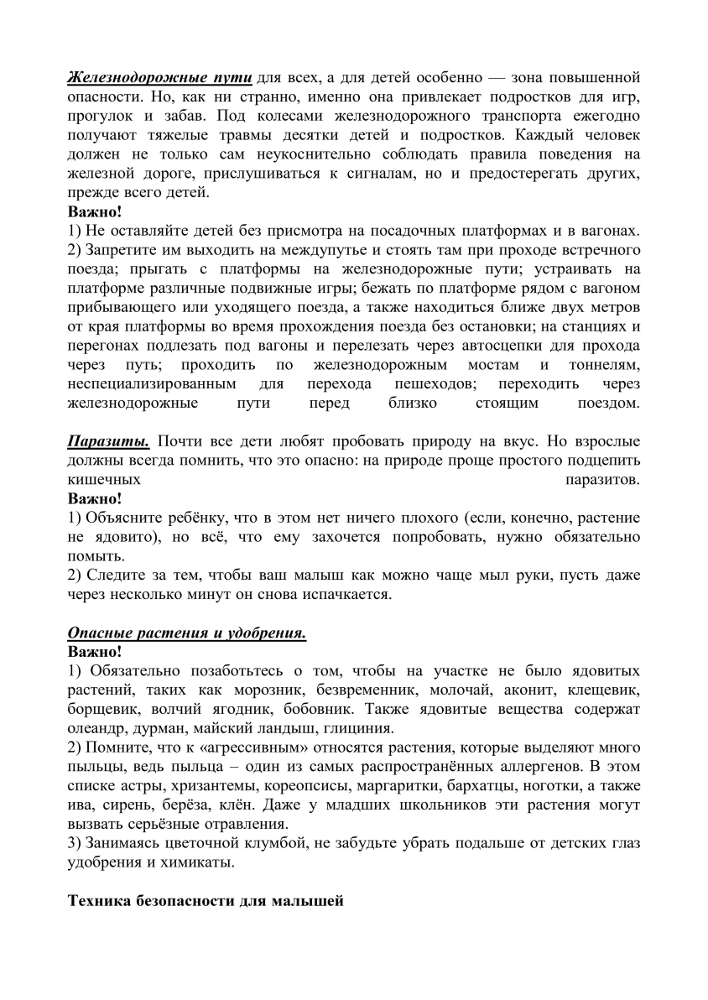 Железнодорожные пути для всех, а для детей особенно — зона повышенной
опасности. Но, как ни странно, именно она привлекает подростков для игр,
прогулок и забав. Под колесами железнодорожного транспорта ежегодно
получают тяжелые травмы десятки детей и подростков. Каждый человек
должен не только сам неукоснительно соблюдать правила поведения на
железной дороге, прислушиваться к сигналам, но и предостерегать других,
прежде всего детей.
Важно!
1) Не оставляйте детей без присмотра на посадочных платформах и в вагонах.
2) Запретите им выходить на междупутье и стоять там при проходе встречного
поезда; прыгать с платформы на железнодорожные пути; устраивать на
платформе различные подвижные игры; бежать по платформе рядом с вагоном
прибывающего или уходящего поезда, а также находиться ближе двух метров
от края платформы во время прохождения поезда без остановки; на станциях и
перегонах подлезать под вагоны и перелезать через автосцепки для прохода
через путь; проходить по железнодорожным мостам и тоннелям,
неспециализированным для перехода пешеходов; переходить через
железнодорожные пути перед близко стоящим поездом.
Паразиты. Почти все дети любят пробовать природу на вкус. Но взрослые
должны всегда помнить, что это опасно: на природе проще простого подцепить
кишечных паразитов.
Важно!
1) Объясните ребёнку, что в этом нет ничего плохого (если, конечно, растение
не ядовито), но всё, что ему захочется попробовать, нужно обязательно
помыть.
2) Следите за тем, чтобы ваш малыш как можно чаще мыл руки, пусть даже
через несколько минут он снова испачкается.
Опасные растения и удобрения.
Важно!
1) Обязательно позаботьтесь о том, чтобы на участке не было ядовитых
растений, таких как морозник, безвременник, молочай, аконит, клещевик,
борщевик, волчий ягодник, бобовник. Также ядовитые вещества содержат
олеандр, дурман, майский ландыш, глициния.
2) Помните, что к «агрессивным» относятся растения, которые выделяют много
пыльцы, ведь пыльца – один из самых распространённых аллергенов. В этом
списке астры, хризантемы, кореопсисы, маргаритки, бархатцы, ноготки, а также
ива, сирень, берёза, клён. Даже у младших школьников эти растения могут
вызвать серьёзные отравления.
3) Занимаясь цветочной клумбой, не забудьте убрать подальше от детских глаз
удобрения и химикаты.
Техника безопасности для малышей